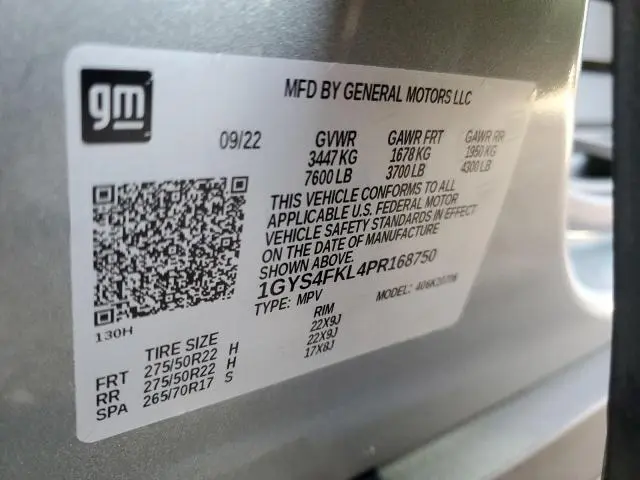 gm
MFD BY GENERAL MOTORS LLC
09/22 GVWR GAWR FRT GAWR RR
3447 KG 1678 KG 1950 KG
7600 LB 3700 LB 4300 LB
THIS VEHICLE CONFORMS TO ALL
APPLICABLE U.S. FEDERAL MOTOR
VEHICLE SAFETY STANDARDS IN EFFECT
ON THE DATE OF MANUFACTURE
SHOWN ABOVE.
1GYS4FKL4PR168750
TYPE: MPV MODEL:
130H
TIRE SIZE RIM
FRT 275/50R22 H 22X9J
RR 275/50R22 H 22X9J
SPA 265/70R17 S 17X8J